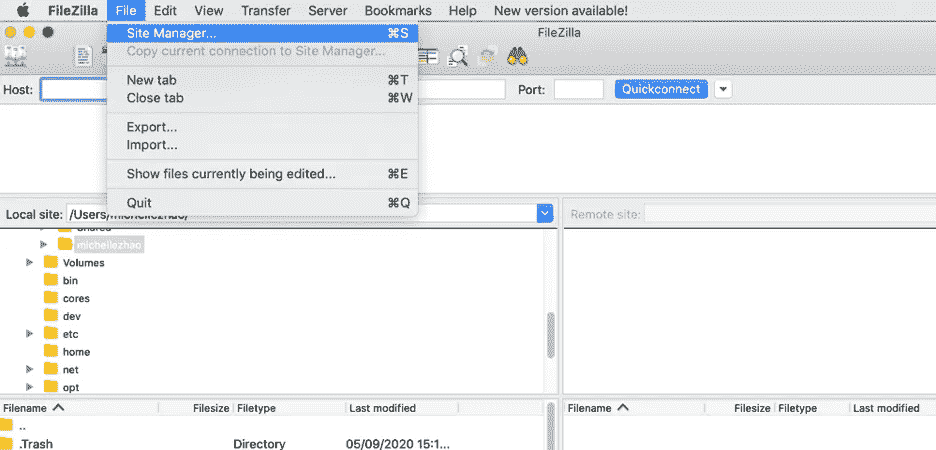 FileZilla File Edit View Transfer Server Bookmarks Help New version available!
FileZilla
Site Manager... ⌘S
Copy current connection to Site Manager...
New tab ⌘T
Close tab ⌘W
Export...
Import...
Show files currently being edited... ⌘E
Quit ⌘Q
Host: Port: Quickconnect
Local site: /Users/michellezhao/ Remote site:
Shared
michellezhao
Volumes
bin
cores
dev
etc
home
net
opt
Filename Filesize Filetype Last modified Filename Filesize Filetype Last modified
..
.Trash Directory 05/09/2020 15:1...